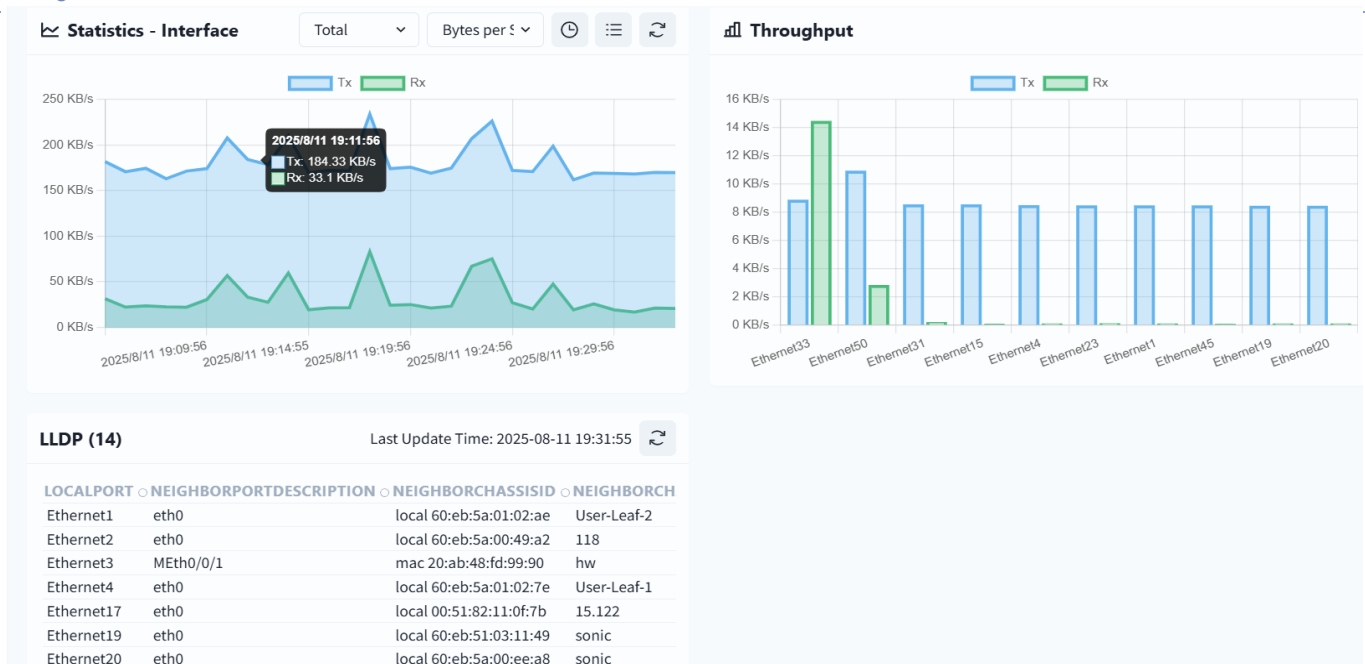 Statistics - Interface
Total
Bytes per S
Tx
Rx
250 KB/s
200 KB/s
150 KB/s
100 KB/s
50 KB/s
0 KB/s
2025/8/11 19:11:56
Tx: 184.33 KB/s
Rx: 33.1 KB/s
2025/8/11 19:09:56
2025/8/11 19:14:55
2025/8/11 19:19:56
2025/8/11 19:24:56
2025/8/11 19:29:56
Throughput
Tx
Rx
16 KB/s
14 KB/s
12 KB/s
10 KB/s
8 KB/s
6 KB/s
4 KB/s
2 KB/s
0 KB/s
Ethernet33
Ethernet50
Ethernet31
Ethernet15
Ethernet4
Ethernet23
Ethernet1
Ethernet45
Ethernet19
Ethernet20
LLDP (14)
Last Update Time: 2025-08-11 19:31:55
LOCALPORT NEIGHBORPORTDESCRIPTION NEIGHBORCHASSISID NEIGHBORCH
Ethernet1 eth0 local 60:eb:5a:01:02:ae User-Leaf-2
Ethernet2 eth0 local 60:eb:5a:00:49:a2 118
Ethernet3 MEth0/0/1 mac 20:ab:48:fd:99:90 hw
Ethernet4 eth0 local 60:eb:5a:01:02:7e User-Leaf-1
Ethernet17 eth0 local 00:51:82:11:0f:7b 15.122
Ethernet19 eth0 local 60:eb:51:03:11:49 sonic
Ethernet20 eth0 local 60:eb:5a:00:ee:a8 sonic